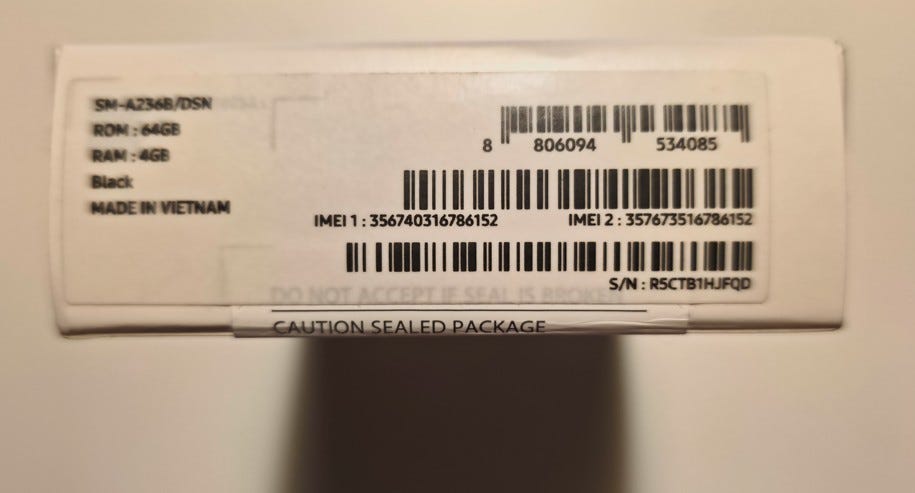 SM-A236B/DSN
ROM : 64GB
RAM : 4GB
Black
MADE IN VIETNAM
8 806094 534085
IMEI 1 : 356740316786152 IMEI 2 : 357673516786152
S/N : R5CTB1HJFQD
DO NOT ACCEPT IF SEAL IS BROKEN
CAUTION SEALED PACKAGE